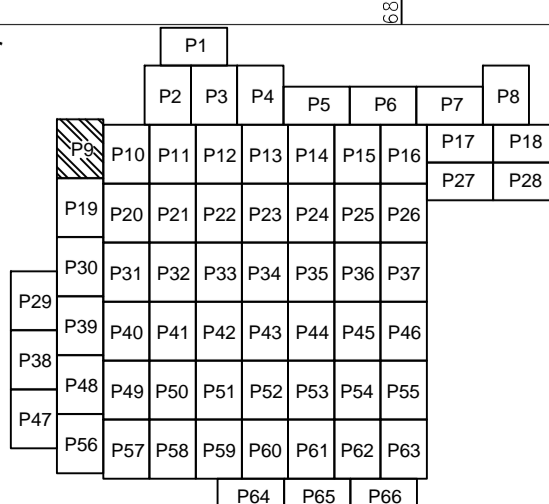 68
P1
P2 P3 P4 P5 P6 P7 P8
P9 P10 P11 P12 P13 P14 P15 P16 P17 P18
P27 P28
P19 P20 P21 P22 P23 P24 P25 P26
P30 P31 P32 P33 P34 P35 P36 P37
P29
P39 P40 P41 P42 P43 P44 P45 P46
P38
P48 P49 P50 P51 P52 P53 P54 P55
P47
P56 P57 P58 P59 P60 P61 P62 P63
P64 P65 P66